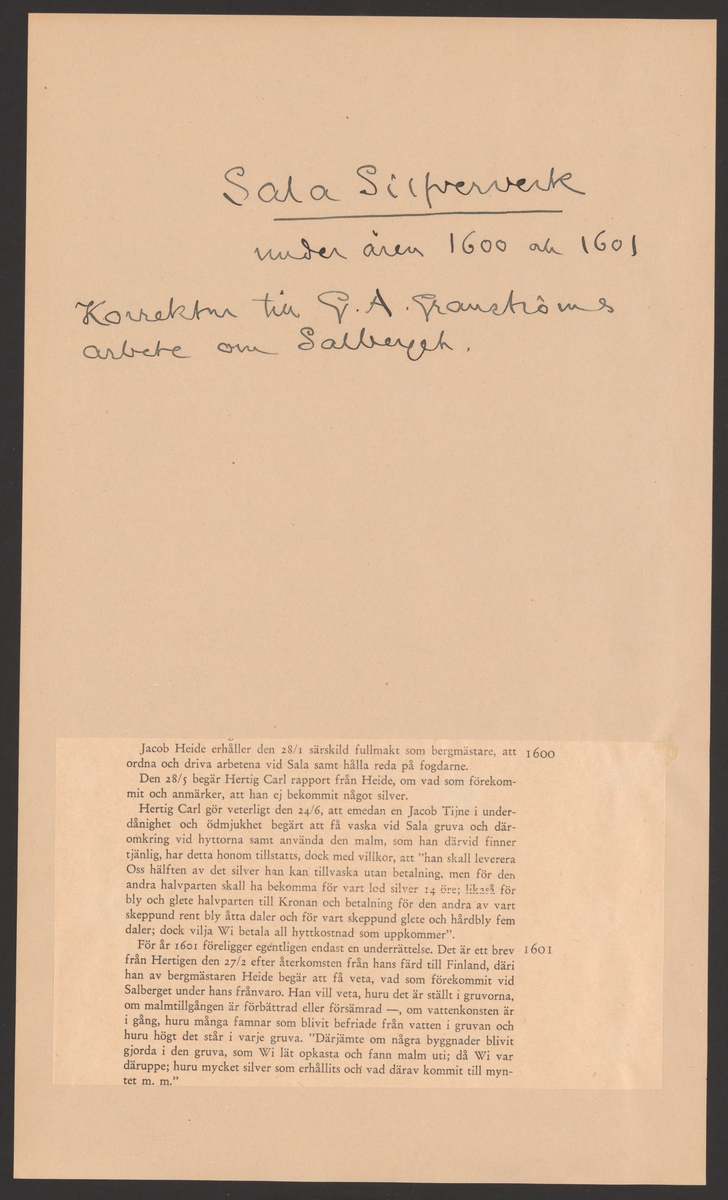 Sala Silfververk
under åren 1600 och 1601
Korrektur till G. A. Granströms
arbete om Salberget.
Jacob Heide erhåller den 28/1 särskild fullmakt som bergmästare, att 1600
ordna och driva arbetena vid Sala samt hålla reda på fogdarne.
Den 28/5 begär Hertig Carl rapport från Heide, om vad som förekom-
mit och anmärker, att han ej bekommit något silver.
Hertig Carl gör veterligt den 24/6, att emedan en Jacob Tijne i under-
dånighet och ödmjukhet begärt att få vaska vid Sala gruva och där-
omkring vid hyttorna samt använda den malm, som han därvid finner
tjänlig, har detta honom tillstatts, dock med villkor, att "han skall leverera
Oss hälften av det silver han kan tillvaska utan betalning, men för den
andra halvparten skall ha bekomma för vart lod silver 14 öre; likaså för
bly och glete halvparten till Kronan och betalning för den andra av vart
skeppund rent bly åtta daler och för vart skeppund glete och hårdbly fem
daler; dock vilja Wi betala all hyttkostnad som uppkommer".
För år 1601 föreligger egentligen endast en underrättelse. Det är ett brev 1601
från Hertigen den 27/2 efter återkomsten från hans färd till Finland, däri
han av bergmästaren Heide begär att få veta, vad som förekommit vid
Salberget under hans frånvaro. Han vill veta, huru det är ställt i gruvorna,
om malmtillgången är förbättrad eller försämrad —, om vattenkonsten är
i gång, huru många famnar som blivit befriade från vatten i gruvan och
huru högt det står i varje gruva. "Därjämte om några byggnader blivit
gjorda i den gruva, som Wi lät opkasta och fann malm uti; då Wi var
däruppe; huru mycket silver som erhållits och vad därav kommit till myn-
tet m. m."